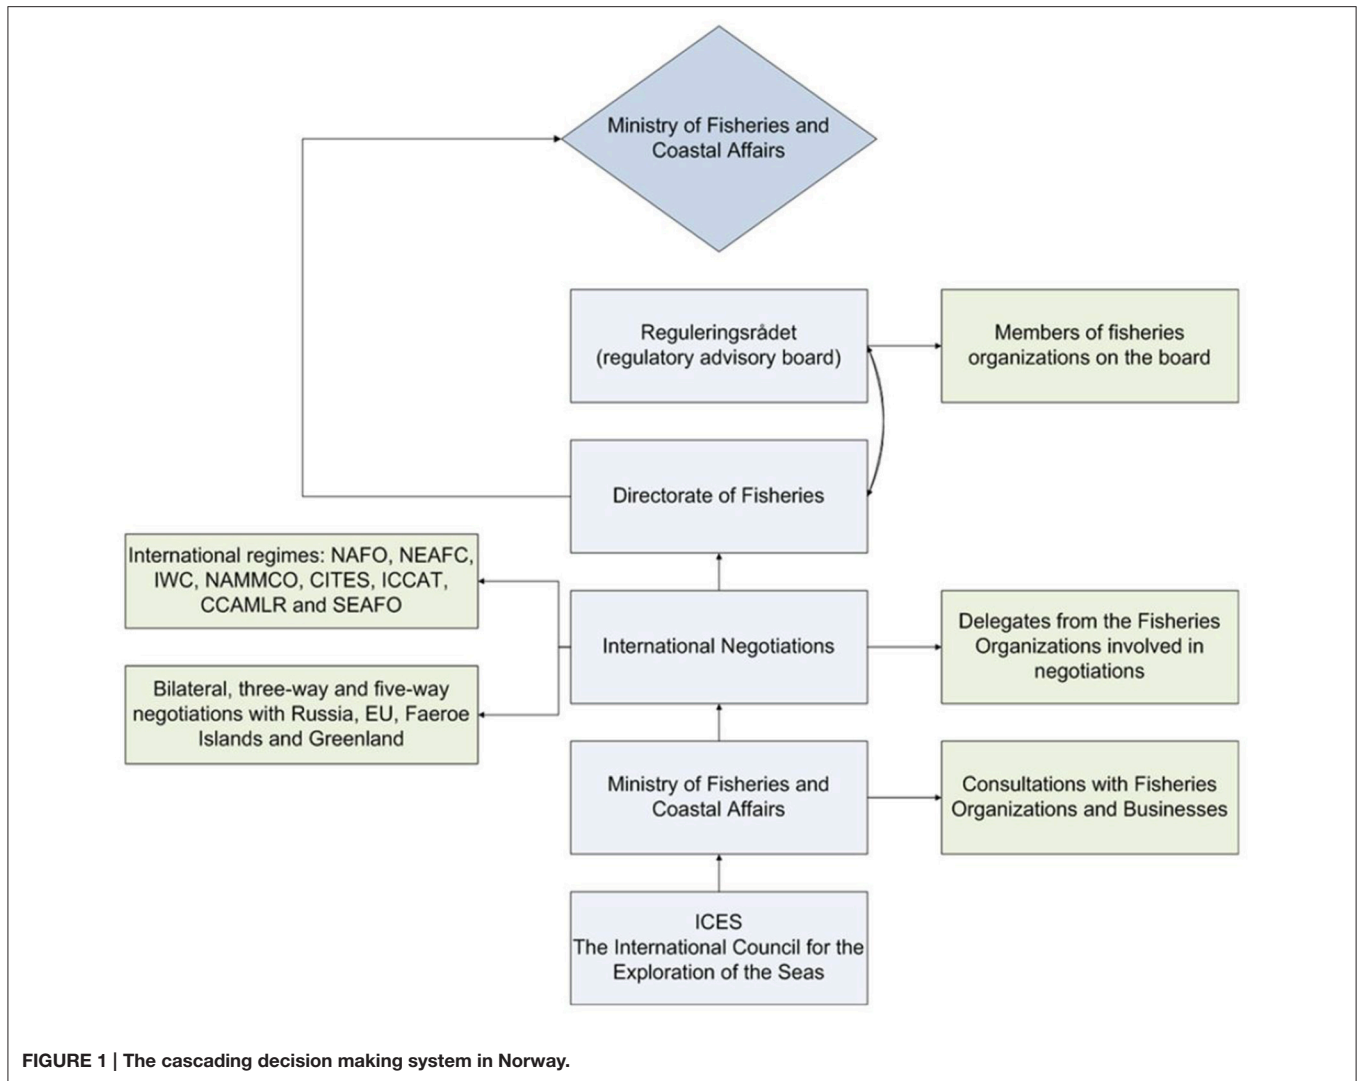 Ministry of Fisheries and
Coastal Affairs
Reguleringsrådet
(regulatory advisory board)
Members of fisheries
organizations on the board
Directorate of Fisheries
International regimes: NAFO, NEAFC,
IWC, NAMMCO, CITES, ICCAT,
CCAMLR and SEAFO
International Negotiations
Delegates from the Fisheries
Organizations involved in
negotiations
Bilateral, three-way and five-way
negotiations with Russia, EU, Faeroe
Islands and Greenland
Ministry of Fisheries and
Coastal Affairs
Consultations with Fisheries
Organizations and Businesses
ICES
The International Council for the
Exploration of the Seas
FIGURE 1 | The cascading decision making system in Norway.